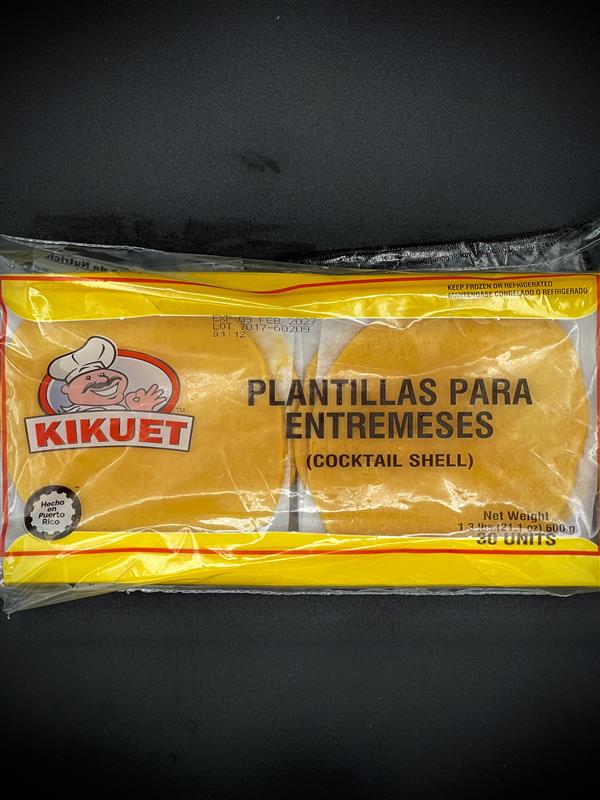 KEEP FROZEN OR REFRIGERATED
MANTENGASE CONGELADO O REFRIGERADO
EXP 09 FEB 2027
LOT 7017-60209
01:12
KIKUET
TM
PLANTILLAS PARA
ENTREMESES
(COCKTAIL SHELL)
Hecho
en
Puerto
Rico
Net Weight
1.3 lbs (21.1 oz) 600 g
30 UNITS